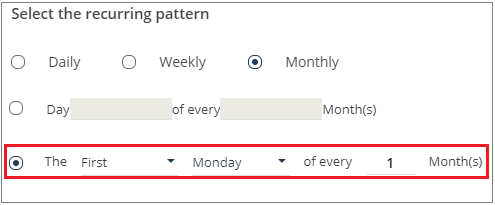 Select the recurring pattern
Daily Weekly Monthly
Day of every Month(s)
The First Monday of every 1 Month(s)